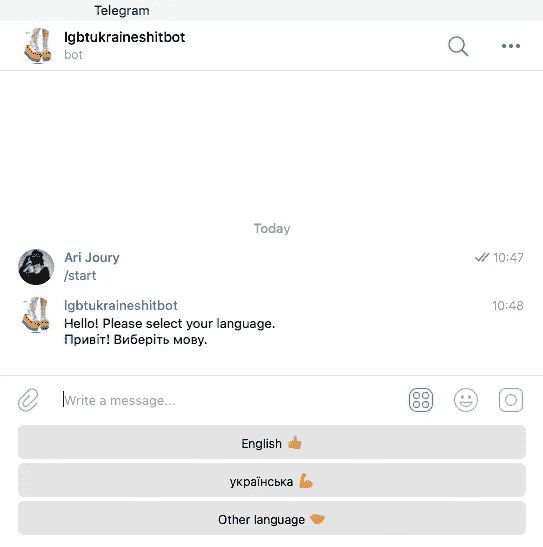 Telegram
lgbtukraineshitbot
bot
Today
Ari Joury
10:47
/start
lgbtukraineshitbot
10:48
Hello! Please select your language.
Привіт! Виберіть мову.
Write a message...
English 👍
українська 💪
Other language 🤝